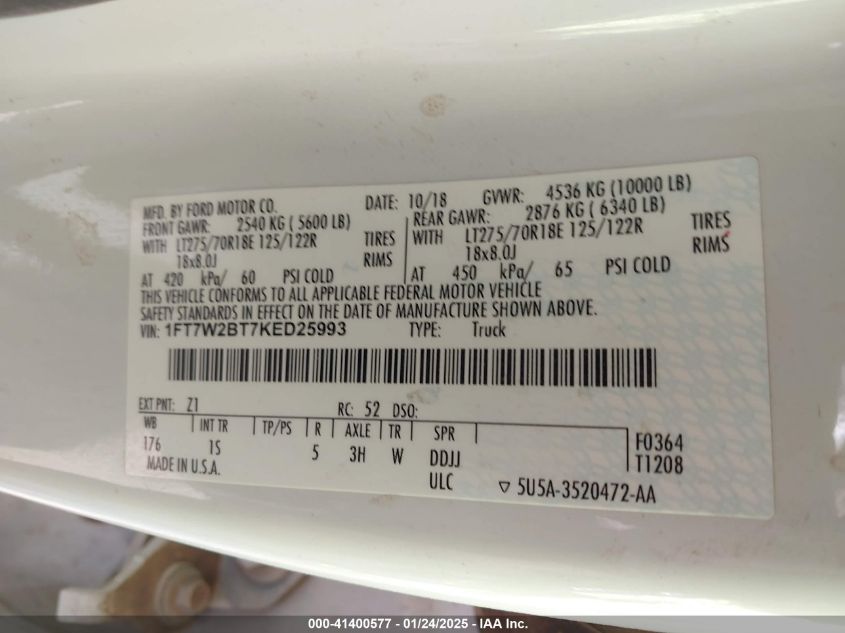 MFD. BY FORD MOTOR CO. DATE: 10/18 GVWR: 4536 KG (10000 LB)
FRONT GAWR: 2540 KG ( 5600 LB) REAR GAWR: 2876 KG ( 6340 LB)
WITH LT275/70R18E 125/122R TIRES WITH LT275/70R18E 125/122R TIRES
18x8.0J RIMS 18x8.0J RIMS
AT 420 kPa/ 60 PSI COLD AT 450 kPa/ 65 PSI COLD
THIS VEHICLE CONFORMS TO ALL APPLICABLE FEDERAL MOTOR VEHICLE
SAFETY STANDARDS IN EFFECT ON THE DATE OF MANUFACTURE SHOWN ABOVE.
VIN: 1FT7W2BT7KED25993 TYPE: Truck
EXT PNT: Z1 RC: 52 DSO:
WB INT TR TP/PS R AXLE TR SPR
176 1S 5 3H W DDJJ F0364
MADE IN U.S.A. T1208
ULC ▽ 5U5A-3520472-AA
000-41400577 — 01/24/2025 — IAA Inc.